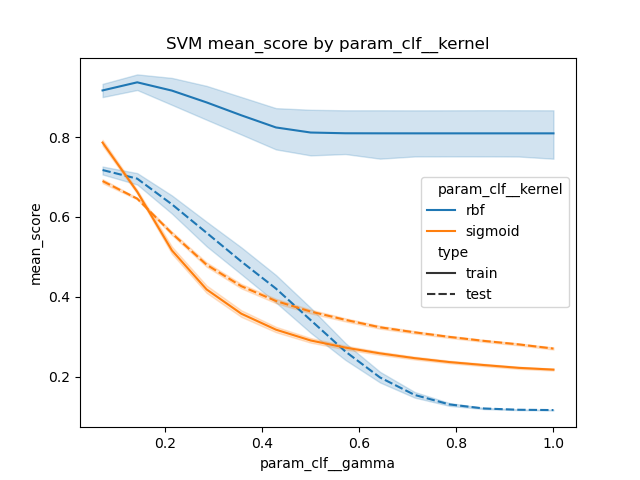 SVM mean_score by param_clf__kernel
mean_score
0.8
0.6
0.4
0.2
param_clf__kernel
rbf
sigmoid
type
train
test
0.2 0.4 0.6 0.8 1.0
param_clf__gamma